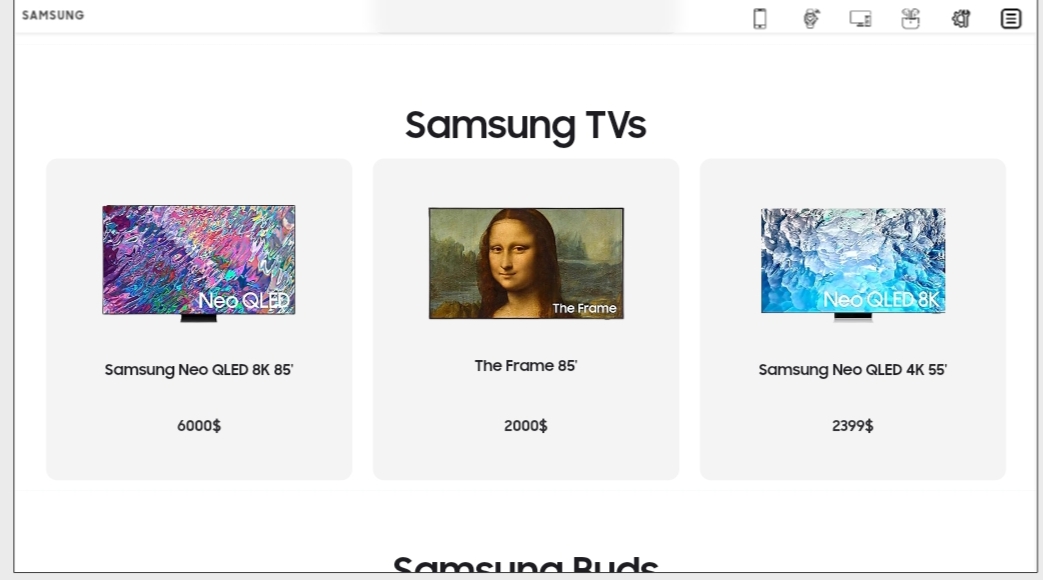 SAMSUNG
Samsung TVs
Neo QLED
The Frame
Neo QLED 8K
Samsung Neo QLED 8K 85'
The Frame 85'
Samsung Neo QLED 4K 55'
6000$
2000$
2399$
Samsung Buds